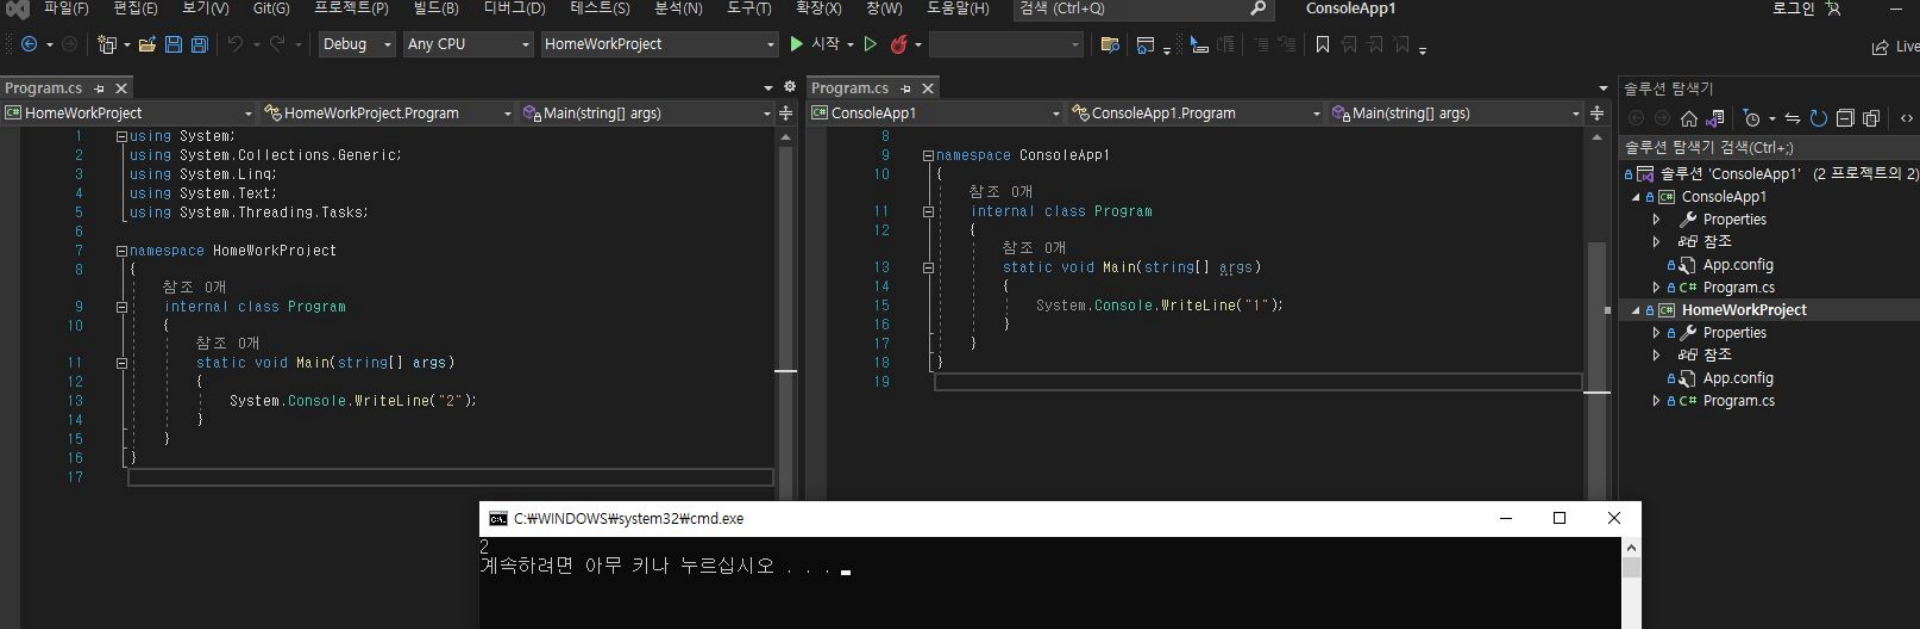 파일(F) 편집(E) 보기(V) Git(G) 프로젝트(P) 빌드(B) 디버그(D) 테스트(S) 분석(N) 도구(T) 확장(X) 창(W) 도움말(H) 검색 (Ctrl+Q) ConsoleApp1 로그인
Debug Any CPU HomeWorkProject 시작 Live
Program.cs
HomeWorkProject HomeWorkProject.Program Main(string[] args)
1 using System;
2 using System.Collections.Generic;
3 using System.Linq;
4 using System.Text;
5 using System.Threading.Tasks;
6
7 namespace HomeWorkProject
8 {
참조 0개
9 internal class Program
10 {
참조 0개
11 static void Main(string[] args)
12 {
13 System.Console.WriteLine("2");
14 }
15 }
16 }
17
Program.cs
ConsoleApp1 ConsoleApp1.Program Main(string[] args)
8
9 namespace ConsoleApp1
10 {
참조 0개
11 internal class Program
12 {
참조 0개
13 static void Main(string[] args)
14 {
15 System.Console.WriteLine("1");
16 }
17 }
18 }
19
솔루션 탐색기
솔루션 탐색기 검색(Ctrl+;)
솔루션 'ConsoleApp1' (2 프로젝트의 2)
C# ConsoleApp1
Properties
참조
App.config
C# Program.cs
C# HomeWorkProject
Properties
참조
App.config
C# Program.cs
C:₩WINDOWS₩system32₩cmd.exe
2
계속하려면 아무 키나 누르십시오 . . .